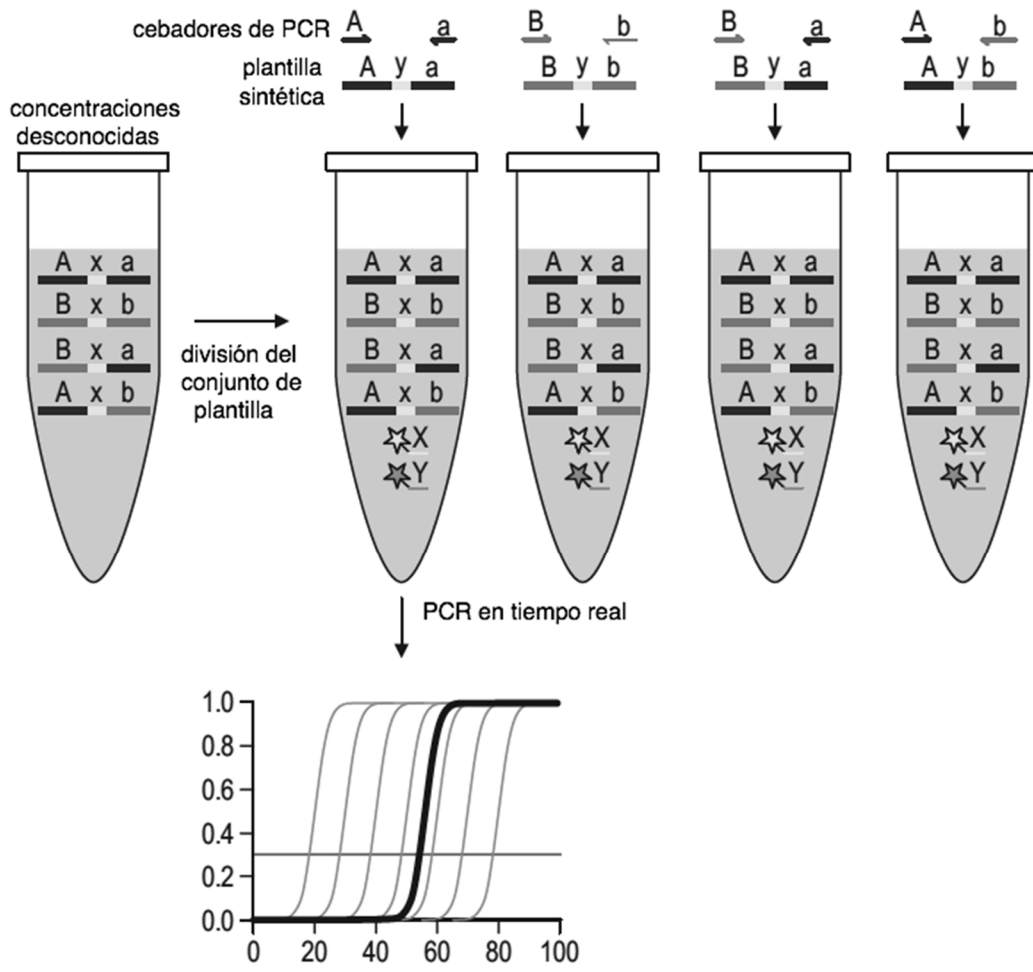 cebadores de PCR
A a B b B a A b
plantilla
sintética
A y a B y b B y a A y b
concentraciones
desconocidas
A x a A x a A x a A x a A x a
B x b B x b B x b B x b B x b
B x a B x a B x a B x a B x a
A x b A x b A x b A x b A x b
división del
conjunto de
plantilla
X X X X
Y Y Y Y
PCR en tiempo real
1.0
0.8
0.6
0.4
0.2
0.0
0 20 40 60 80 100